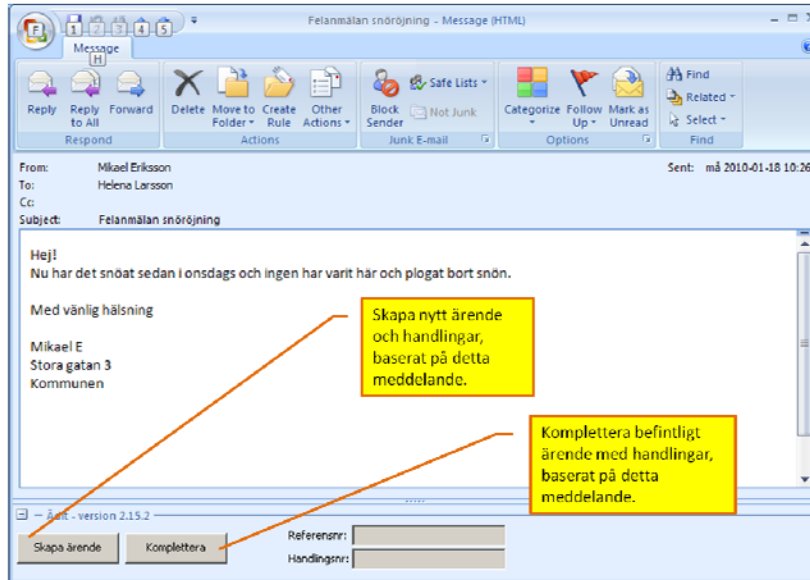 Felanmälan snöröjning - Message (HTML)
F 1 2 3 4 5
Message
H
Reply
Reply to All
Forward
Respond
Delete
Move to Folder
Create Rule
Other Actions
Actions
Block Sender
Safe Lists
Not Junk
Junk E-mail
Categorize
Follow Up
Mark as Unread
Options
Find
Related
Select
Find
From: Mikael Eriksson
Sent: må 2010-01-18 10:26
To: Helena Larsson
Cc:
Subject: Felanmälan snöröjning
Hej!
Nu har det snöat sedan i onsdags och ingen har varit här och plogat bort snön.
Med vänlig hälsning
Mikael E
Stora gatan 3
Kommunen
Skapa nytt ärende
och handlingar,
baserat på detta
meddelande.
Komplettera befintligt
ärende med handlingar,
baserat på detta
meddelande.
- version 2.15.2
Skapa ärende
Komplettera
Referensnr:
Handlingsnr: